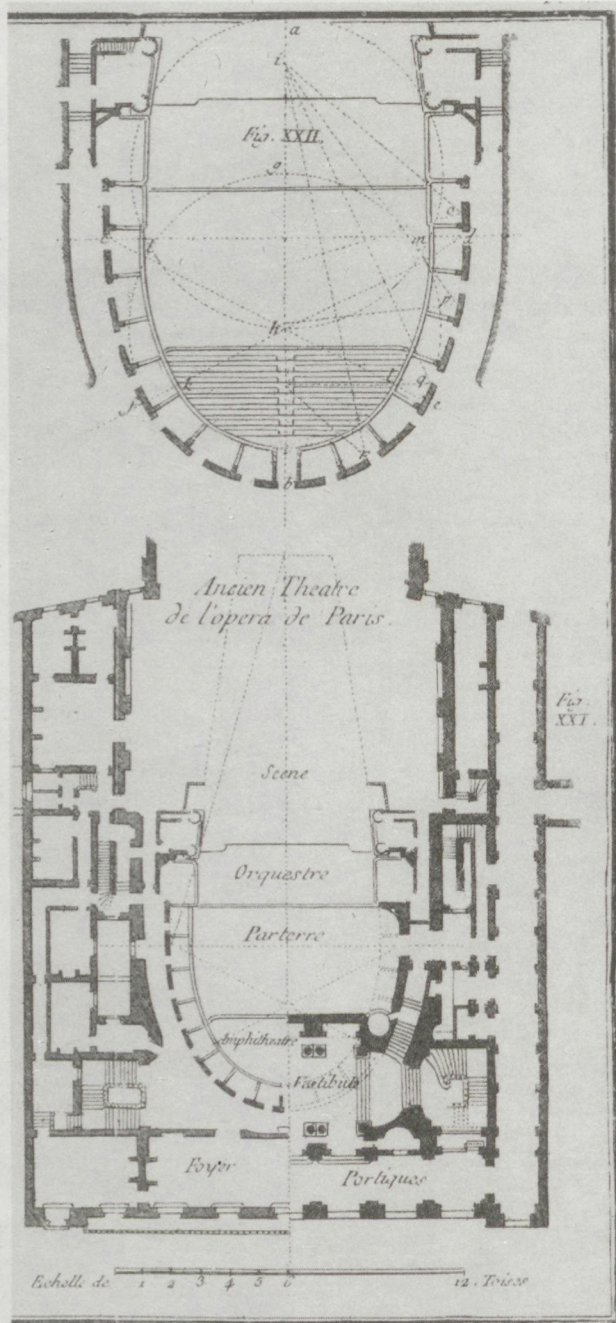 a
i
Fig. XXII.
g
o
l
m
d
p
h
k
l
q
f
e
b
Ancien Theatre
de l'opera de Paris.
Fig.
XXI.
Scene
Orquestre
Parterre
Amphitheatre
Vestibule
Foyer
Portiques
Echelle de 1 2 3 4 5 6 12. Toises